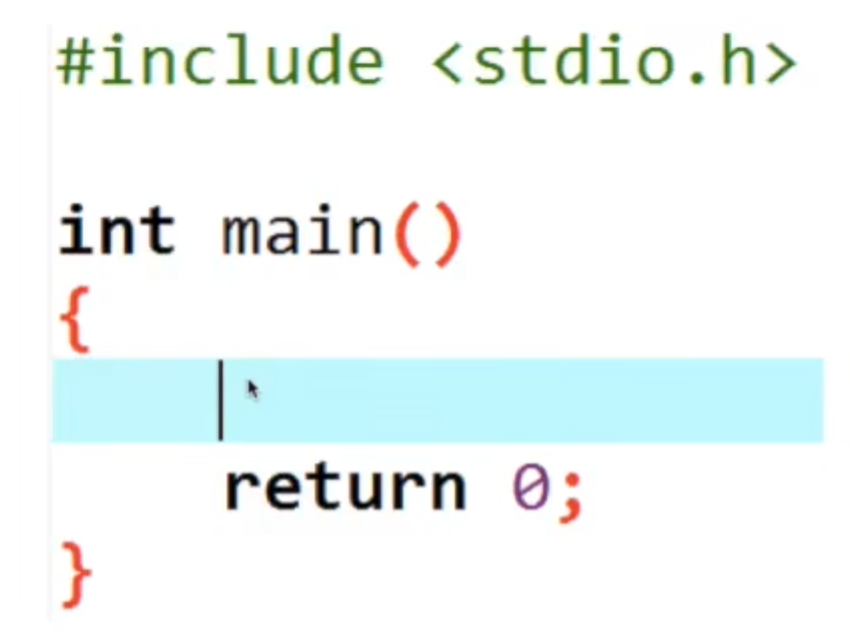 #include <stdio.h>
int main()
{
return 0;
}